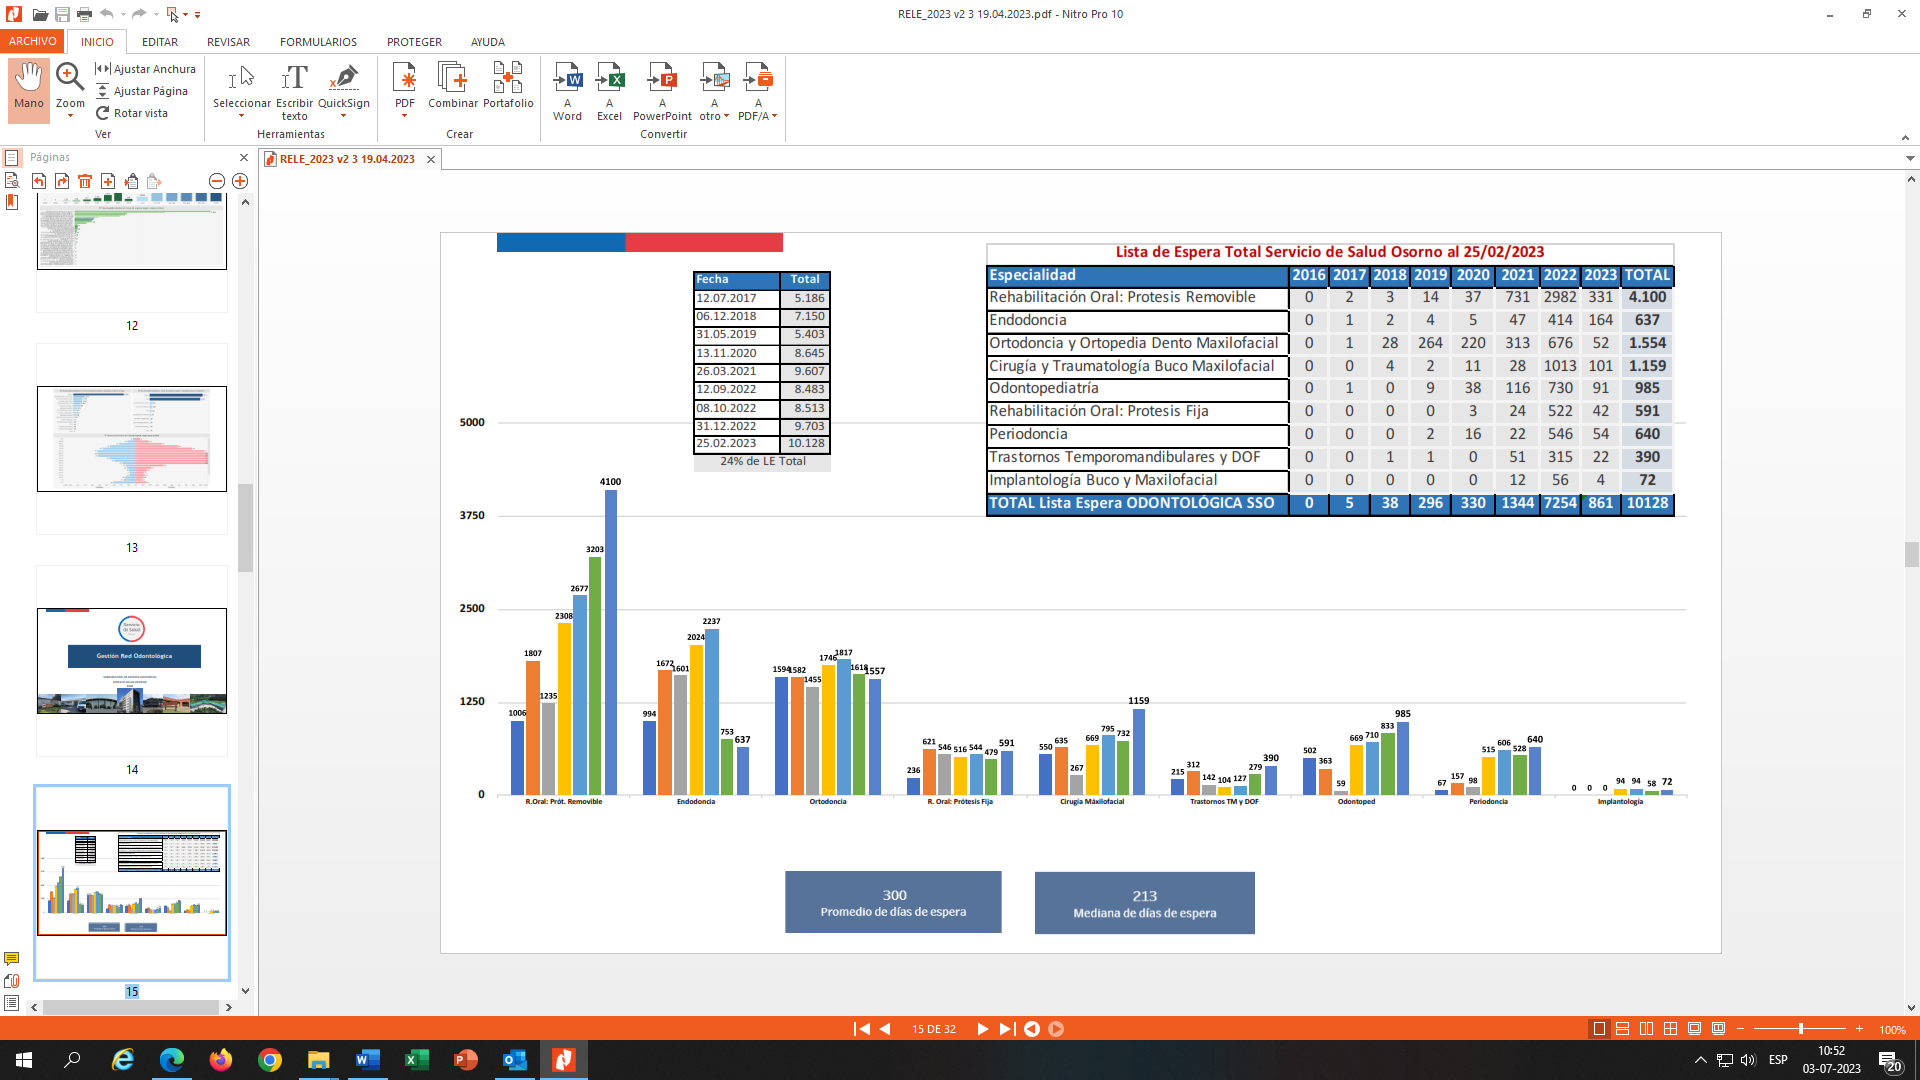 RELE_2023 v2 3 19.04.2023.pdf - Nitro Pro 10
ARCHIVO INICIO EDITAR REVISAR FORMULARIOS PROTEGER AYUDA
Mano
Zoom
Ajustar Anchura
Ajustar Página
Rotar vista
Ver
Seleccionar
Escribir texto
QuickSign
Herramientas
PDF
Combinar
Portafolio
Crear
A Word
A Excel
A PowerPoint
A otro
A PDF/A
Convertir
Páginas
RELE_2023 v2 3 19.04.2023
12
13
Gestión Red Odontológica
14
15
Fecha Total
12.07.2017 5.186
06.12.2018 7.150
31.05.2019 5.403
13.11.2020 8.645
26.03.2021 9.607
12.09.2022 8.483
08.10.2022 8.513
31.12.2022 9.703
25.02.2023 10.128
24% de LE Total
Lista de Espera Total Servicio de Salud Osorno al 25/02/2023
Especialidad 2016 2017 2018 2019 2020 2021 2022 2023 TOTAL
Rehabilitación Oral: Protesis Removible 0 2 3 14 37 731 2982 331 4.100
Endodoncia 0 1 2 4 5 47 414 164 637
Ortodoncia y Ortopedia Dento Maxilofacial 0 1 28 264 220 313 676 52 1.554
Cirugía y Traumatología Buco Maxilofacial 0 0 4 2 11 28 1013 101 1.159
Odontopediatría 0 1 0 9 38 116 730 91 985
Rehabilitación Oral: Protesis Fija 0 0 0 0 3 24 522 42 591
Periodoncia 0 0 0 2 16 22 546 54 640
Trastornos Temporomandibulares y DOF 0 0 1 1 0 51 315 22 390
Implantología Buco y Maxilofacial 0 0 0 0 0 12 56 4 72
TOTAL Lista Espera ODONTOLÓGICA SSO 0 5 38 296 330 1344 7254 861 10128
5000
3750
2500
1250
0
1006 1807 1235 2308 2677 3203 4100
994 1672 1601 2024 2237 753 637
1594 1582 1455 1746 1817 1618 1557
236 621 546 516 544 479 591
550 635 267 669 795 732 1159
215 312 142 104 127 279 390
502 363 59 669 710 833 985
67 157 98 515 606 528 640
0 0 0 94 94 58 72
R.Oral: Prót. Removible Endodoncia Ortodoncia R. Oral: Prótesis Fija Cirugía Máxilofacial Trastornos TM y DOF Odontoped Periodoncia Implantología
300
Promedio de días de espera
213
Mediana de días de espera
15 DE 32
100%
ESP
10:52
03-07-2023
20